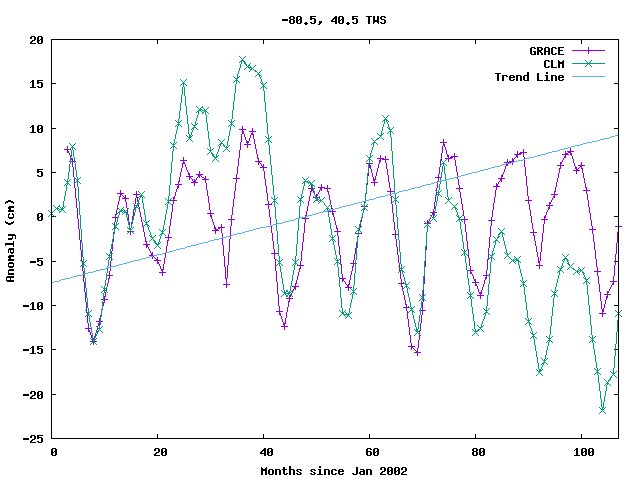 -80.5, 40.5 TWS
GRACE
CLM
Trend Line
20
15
10
5
0
-5
-10
-15
-20
-25
Anomaly (cm)
0 20 40 60 80 100
Months since Jan 2002